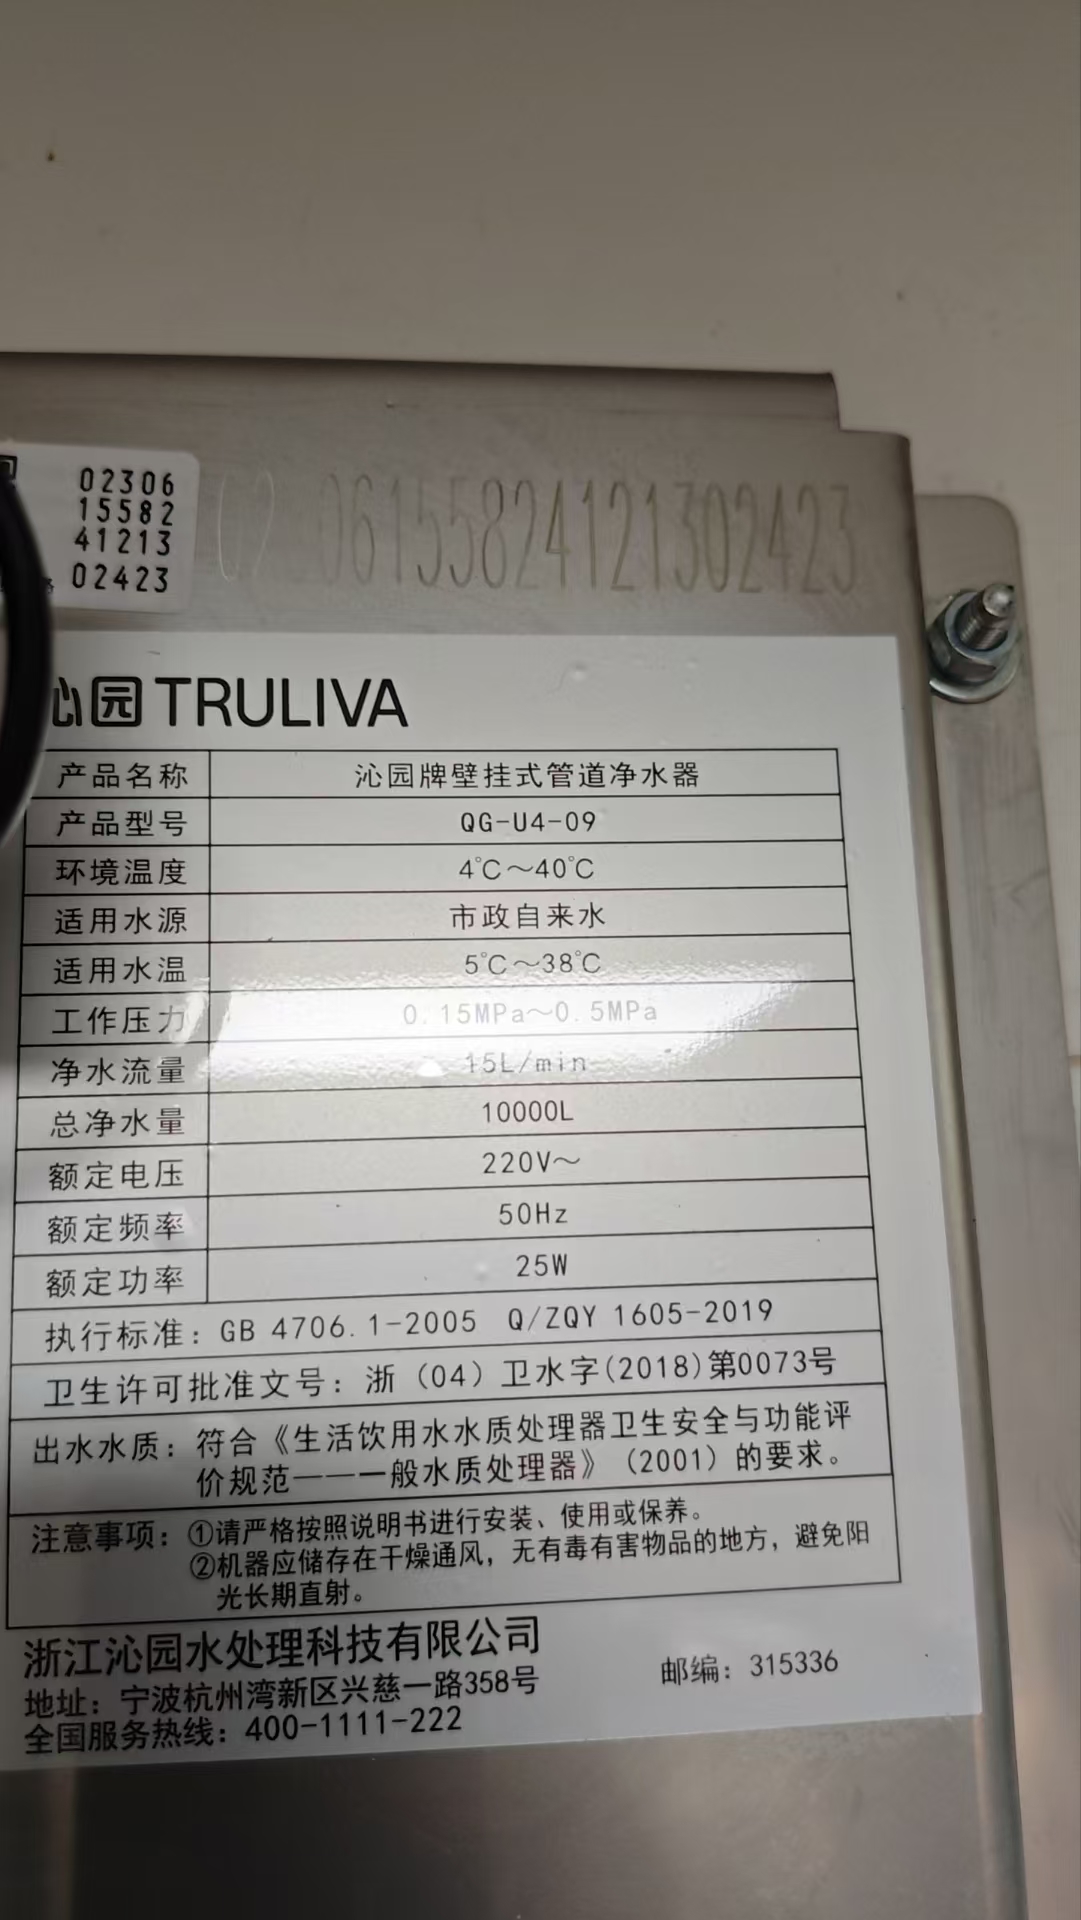 02306
15582
41213
02423
02 0615582412130242​3
沁园 TRULIVA
产品名称 沁园牌壁挂式管道净水器
产品型号 QG-U4-09
环境温度 4℃～40℃
适用水源 市政自来水
适用水温 5℃～38℃
工作压力 0.15MPa～0.5MPa
净水流量 15L/min
总净水量 10000L
额定电压 220V～
额定频率 50Hz
额定功率 25W
执行标准：GB 4706.1-2005 Q/ZQY 1605-2019
卫生许可批准文号：浙（04）卫水字(2018)第0073号
出水水质：符合《生活饮用水水质处理器卫生安全与功能评
价规范——一般水质处理器》（2001）的要求。
注意事项：①请严格按照说明书进行安装、使用或保养。
②机器应储存在干燥通风，无有毒有害物品的地方，避免阳
光长期直射。
浙江沁园水处理科技有限公司
地址：宁波杭州湾新区兴慈一路358号 邮编：315336
全国服务热线：400-1111-222